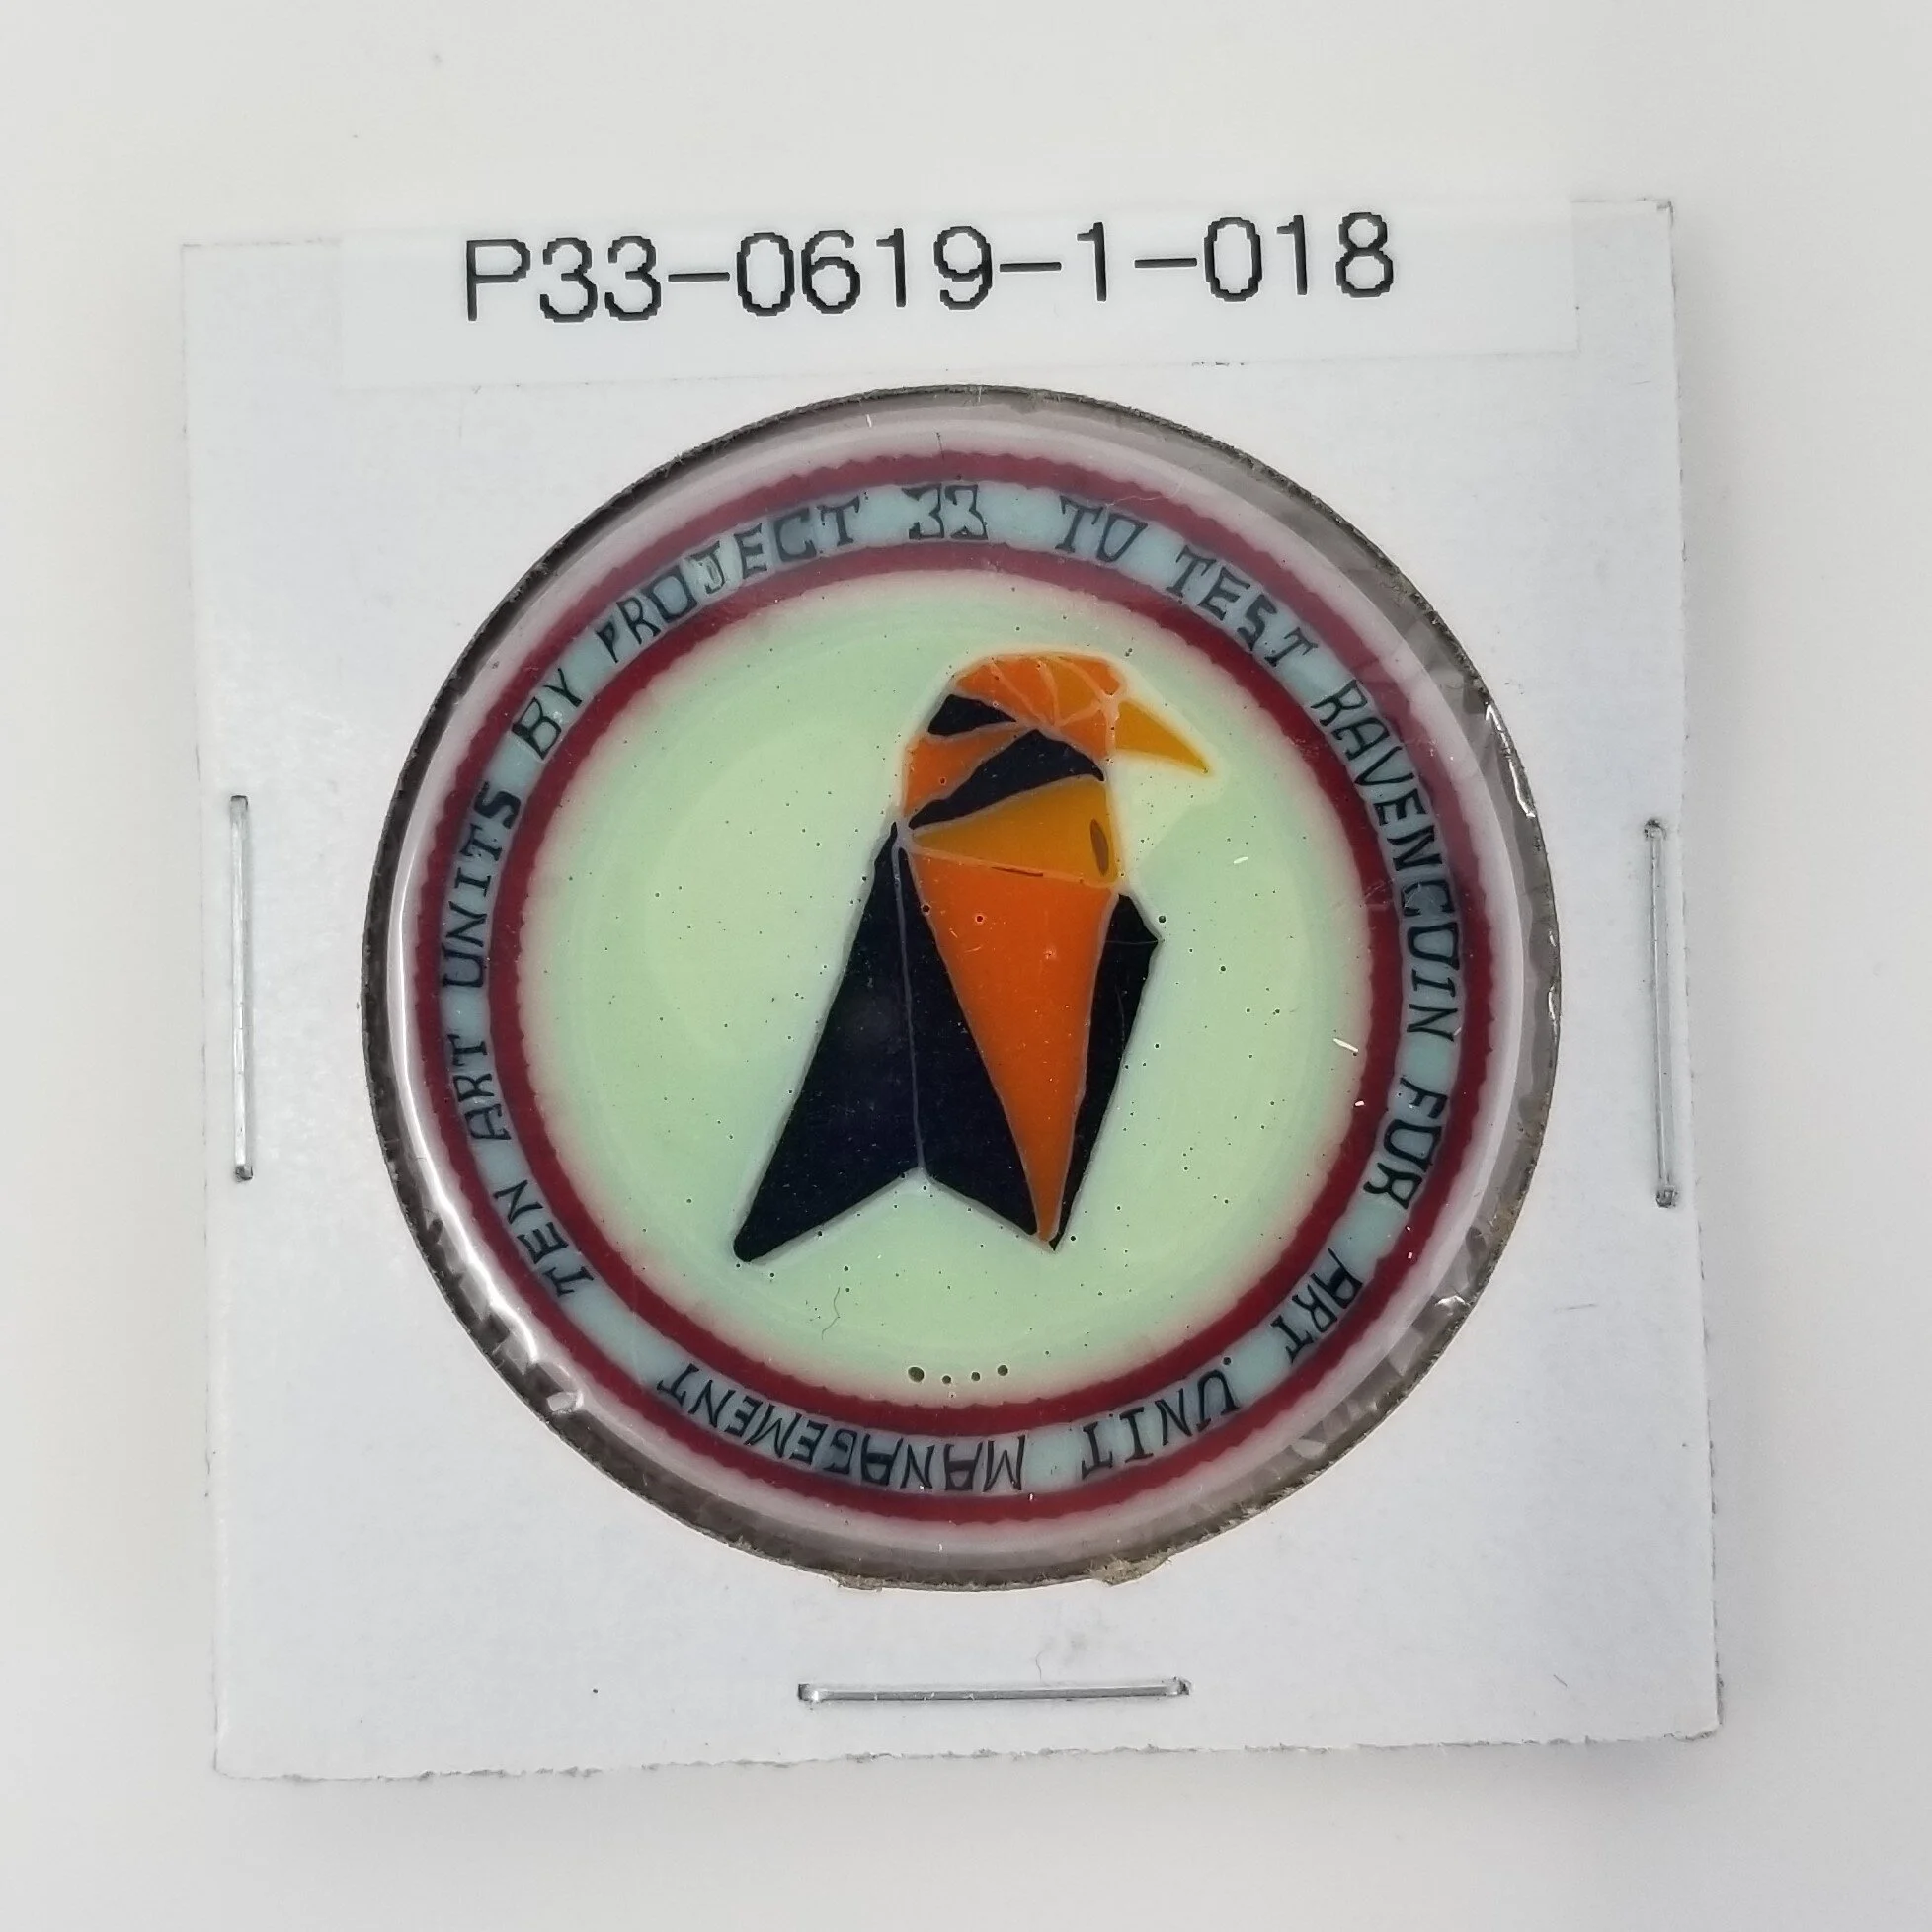 P33-0619-1-018
TEN ART UNITS BY PROJECT 33 TO TEST RAVENCOIN FOR ART UNIT MANAGEMENT